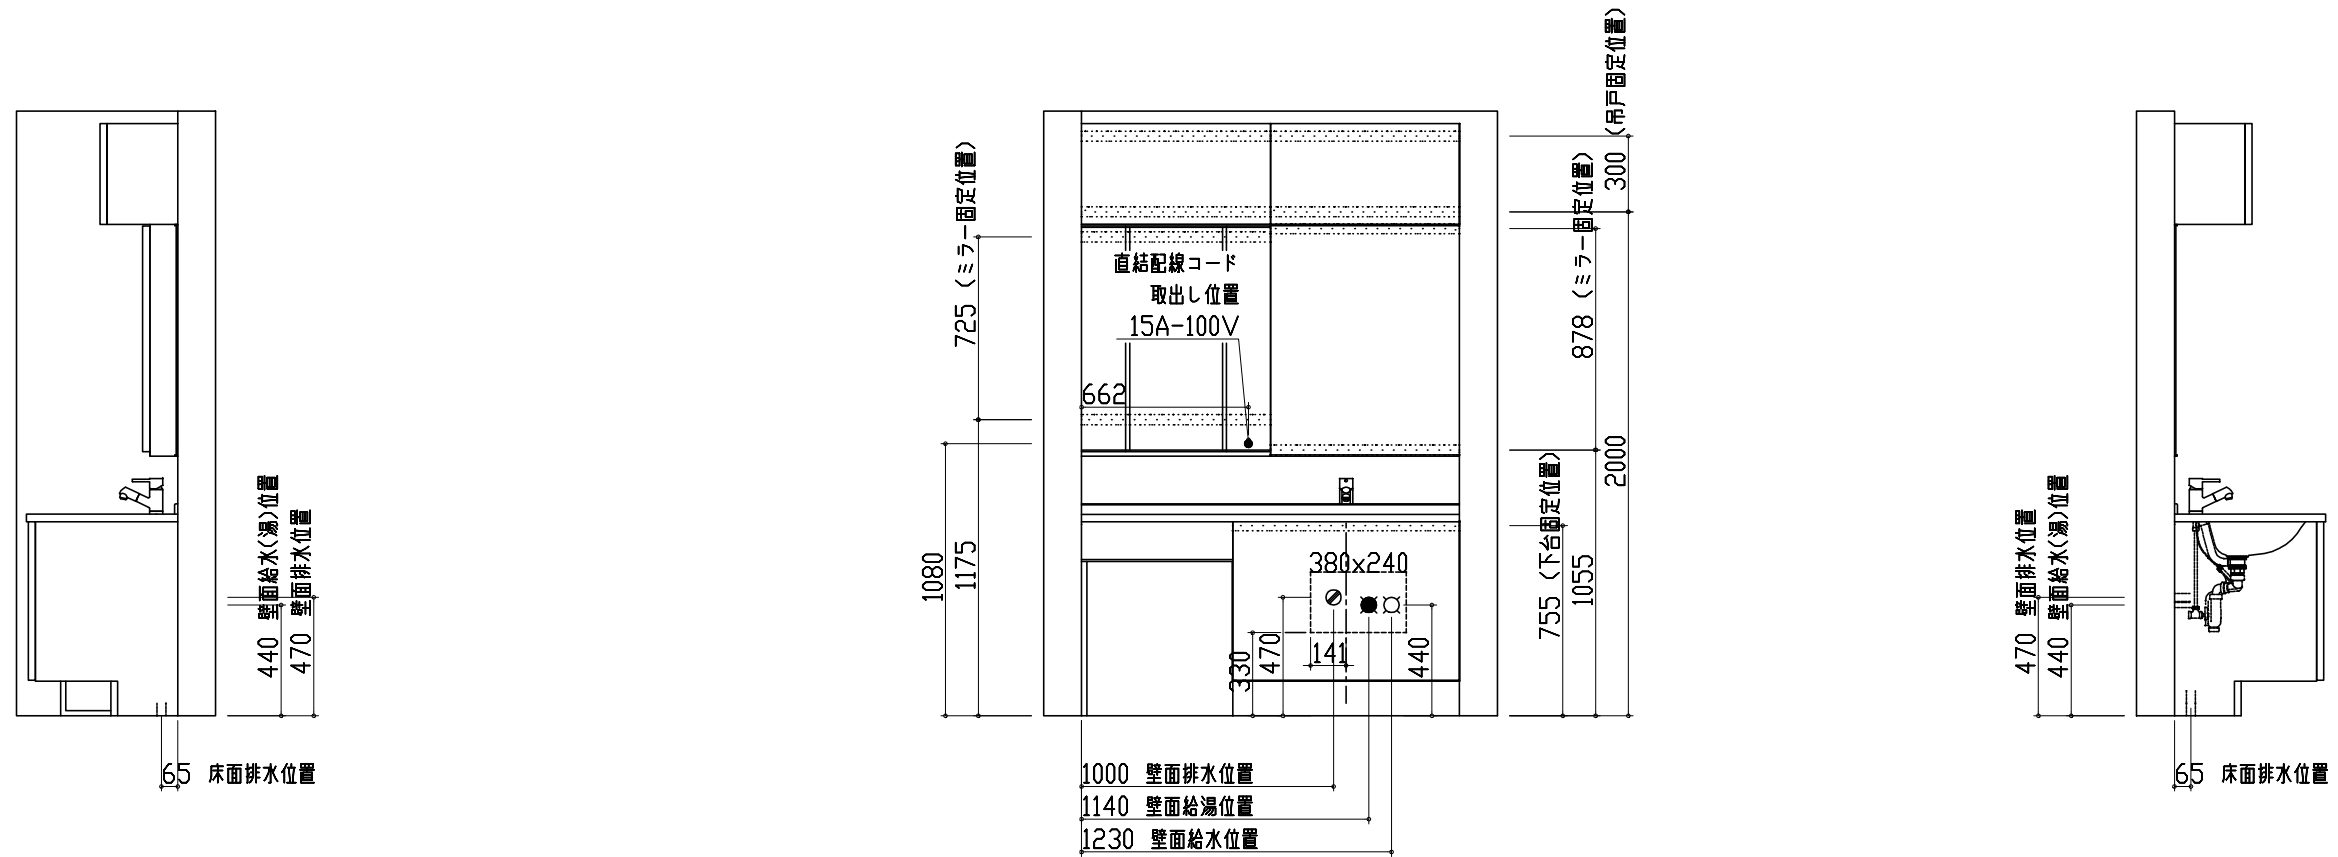 440 壁面給水(湯)位置
470 壁面排水位置
65 床面排水位置
725 (ミラー固定位置)
1080
1175
直結配線コード
取出し位置
15A-100V
662
380x240
330
470
141
440
1000 壁面排水位置
1140 壁面給湯位置
1230 壁面給水位置
755 (下台固定位置)
878 (ミラー固定位置)
1055
300 (吊戸固定位置)
2000
470 壁面排水位置
440 壁面給水(湯)位置
65 床面排水位置